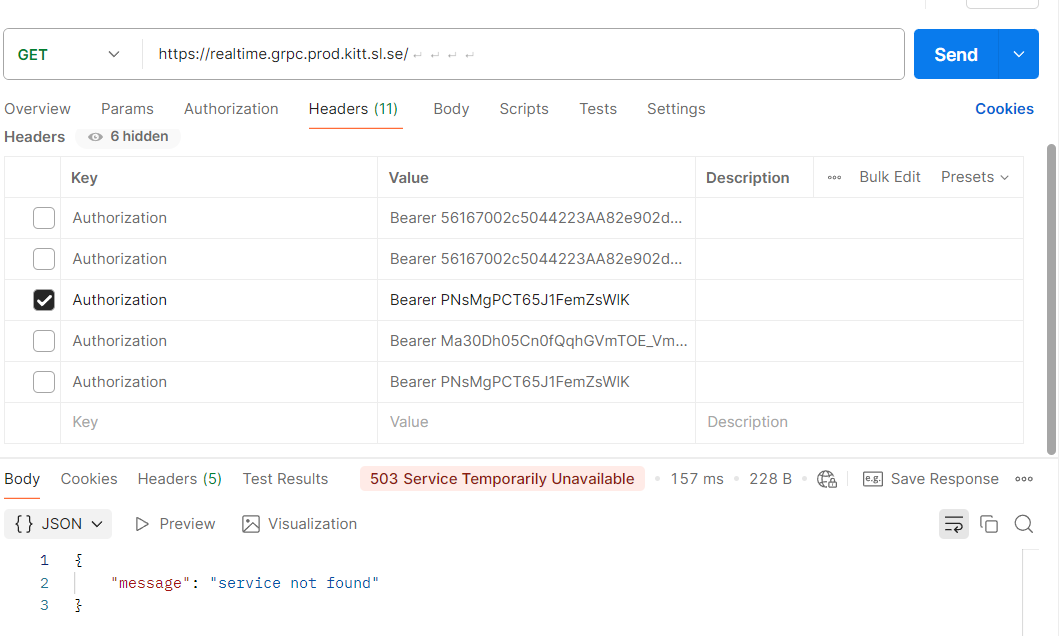 GET https://realtime.grpc.prod.kitt.sl.se/ ↵ ↵ ↵ ↵ Send
Overview Params Authorization Headers (11) Body Scripts Tests Settings Cookies
Headers 6 hidden
Key Value Description Bulk Edit Presets
Authorization Bearer 56167002c5044223AA82e902d...
Authorization Bearer 56167002c5044223AA82e902d...
Authorization Bearer PNsMgPCT65J1FemZsWlK
Authorization Bearer Ma30Dh05Cn0fQqhGVmTOE_Vm...
Authorization Bearer PNsMgPCT65J1FemZsWlK
Key Value Description
Body Cookies Headers (5) Test Results 503 Service Temporarily Unavailable • 157 ms • 228 B • e.g. Save Response
{} JSON Preview Visualization
1 {
2 "message": "service not found"
3 }